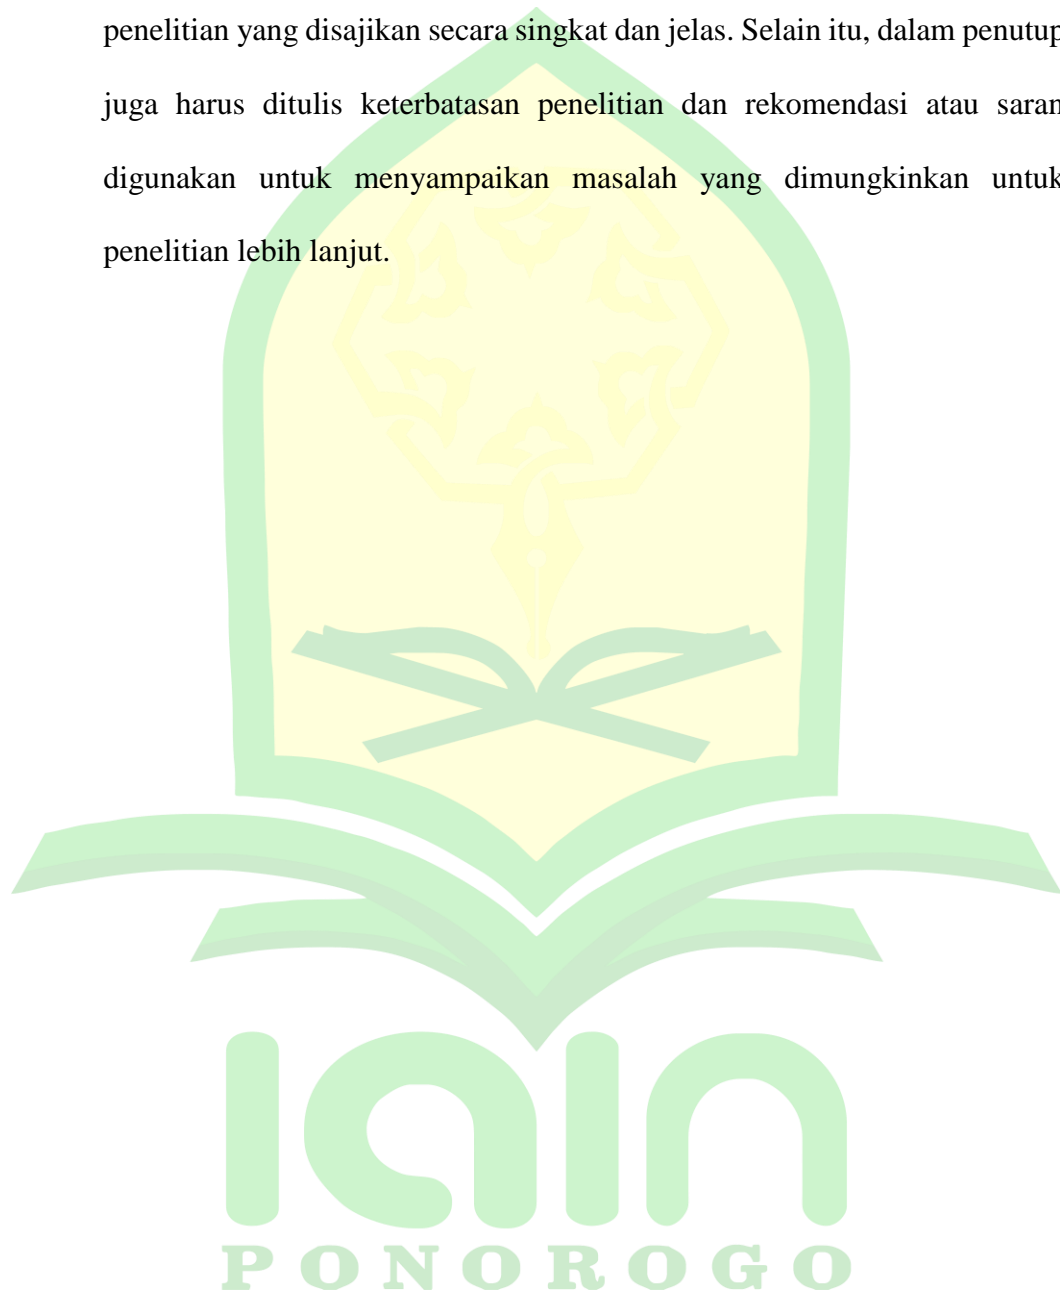 penelitian yang disajikan secara singkat dan jelas. Selain itu, dalam penutup
juga harus ditulis keterbatasan penelitian dan rekomendasi atau saran
digunakan untuk menyampaikan masalah yang dimungkinkan untuk
penelitian lebih lanjut.
iain
PONOROGO